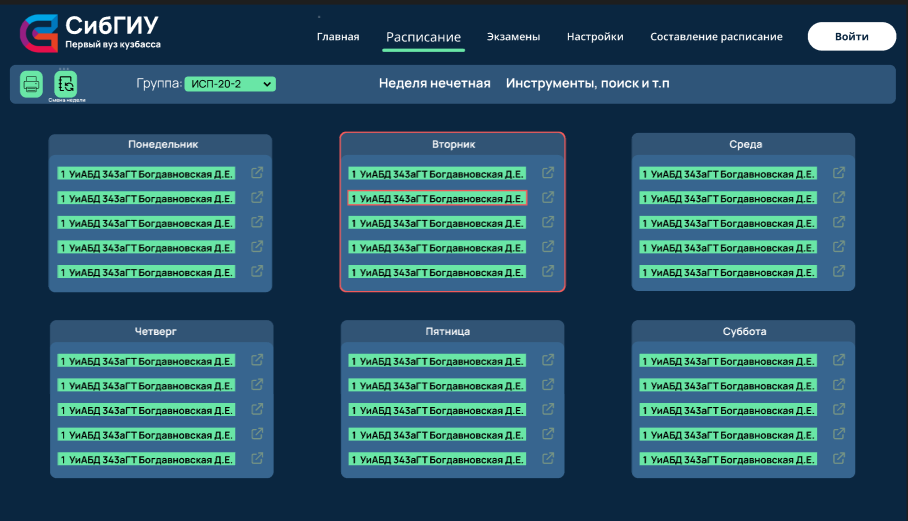 СибГИУ
Первый вуз кузбасса
Главная Расписание Экзамены Настройки Составление расписание Войти
Смена недели
Группа: ИСП-20-2 Неделя нечетная Инструменты, поиск и т.п
Понедельник
1 УиАБД 343аГТ Богдавновская Д.Е.
1 УиАБД 343аГТ Богдавновская Д.Е.
1 УиАБД 343аГТ Богдавновская Д.Е.
1 УиАБД 343аГТ Богдавновская Д.Е.
1 УиАБД 343аГТ Богдавновская Д.Е.
Вторник
1 УиАБД 343аГТ Богдавновская Д.Е.
1 УиАБД 343аГТ Богдавновская Д.Е.
1 УиАБД 343аГТ Богдавновская Д.Е.
1 УиАБД 343аГТ Богдавновская Д.Е.
1 УиАБД 343аГТ Богдавновская Д.Е.
Среда
1 УиАБД 343аГТ Богдавновская Д.Е.
1 УиАБД 343аГТ Богдавновская Д.Е.
1 УиАБД 343аГТ Богдавновская Д.Е.
1 УиАБД 343аГТ Богдавновская Д.Е.
1 УиАБД 343аГТ Богдавновская Д.Е.
Четверг
1 УиАБД 343аГТ Богдавновская Д.Е.
1 УиАБД 343аГТ Богдавновская Д.Е.
1 УиАБД 343аГТ Богдавновская Д.Е.
1 УиАБД 343аГТ Богдавновская Д.Е.
1 УиАБД 343аГТ Богдавновская Д.Е.
Пятница
1 УиАБД 343аГТ Богдавновская Д.Е.
1 УиАБД 343аГТ Богдавновская Д.Е.
1 УиАБД 343аГТ Богдавновская Д.Е.
1 УиАБД 343аГТ Богдавновская Д.Е.
1 УиАБД 343аГТ Богдавновская Д.Е.
Суббота
1 УиАБД 343аГТ Богдавновская Д.Е.
1 УиАБД 343аГТ Богдавновская Д.Е.
1 УиАБД 343аГТ Богдавновская Д.Е.
1 УиАБД 343аГТ Богдавновская Д.Е.
1 УиАБД 343аГТ Богдавновская Д.Е.